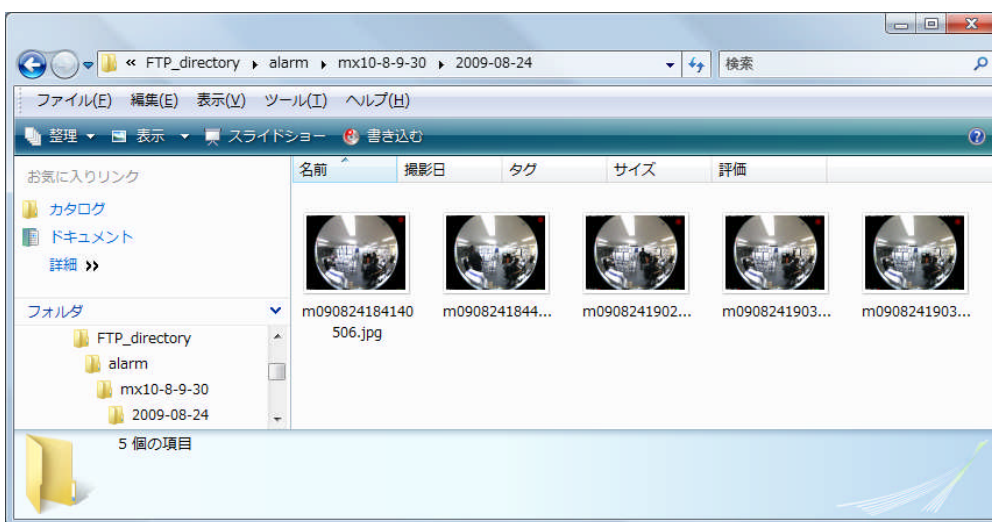 « FTP_directory ▸ alarm ▸ mx10-8-9-30 ▸ 2009-08-24
検索
ファイル(F) 編集(E) 表示(V) ツール(T) ヘルプ(H)
整理 表示 スライドショー 書き込む
お気に入りリンク
カタログ
ドキュメント
詳細 »
フォルダ
FTP_directory
alarm
mx10-8-9-30
2009-08-24
名前 撮影日 タグ サイズ 評価
m0908241841​40
506.jpg
m0908241844...
m0908241902...
m0908241903...
m0908241903...
5 個の項目